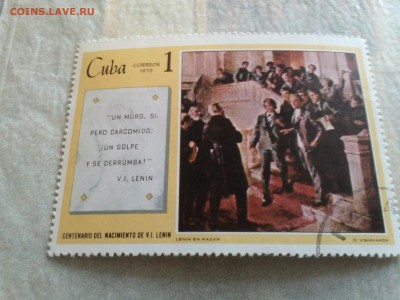 COINS.LAVE.RU
Cuba CORREOS 1970 1
"UN MURO, SI,
PERO CARCOMIDO:
¡UN GOLPE
Y SE DERRUMBA!"
V.I. LENIN
CENTENARIO DEL NACIMIENTO DE V.I. LENIN
LENIN EN KAZAN
O. VISHNIAKOV